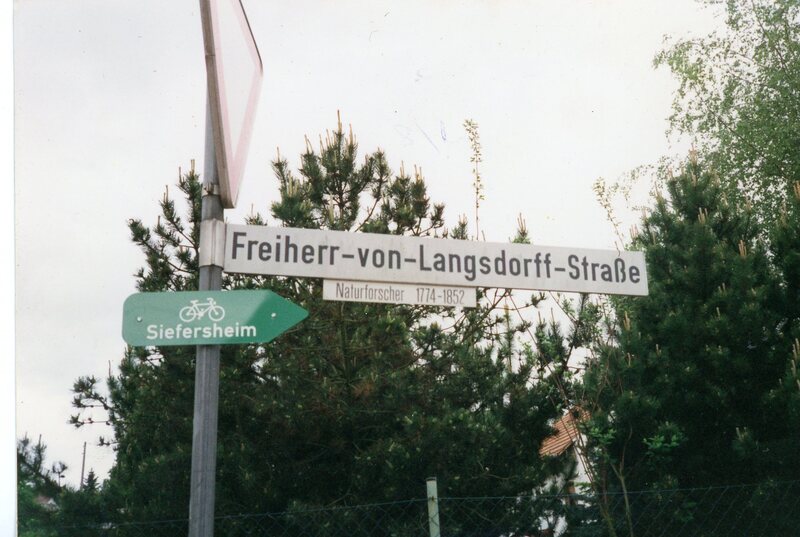 Freiherr-von-Langsdorff-Straße
Naturforscher 1774-1852
Siefersheim